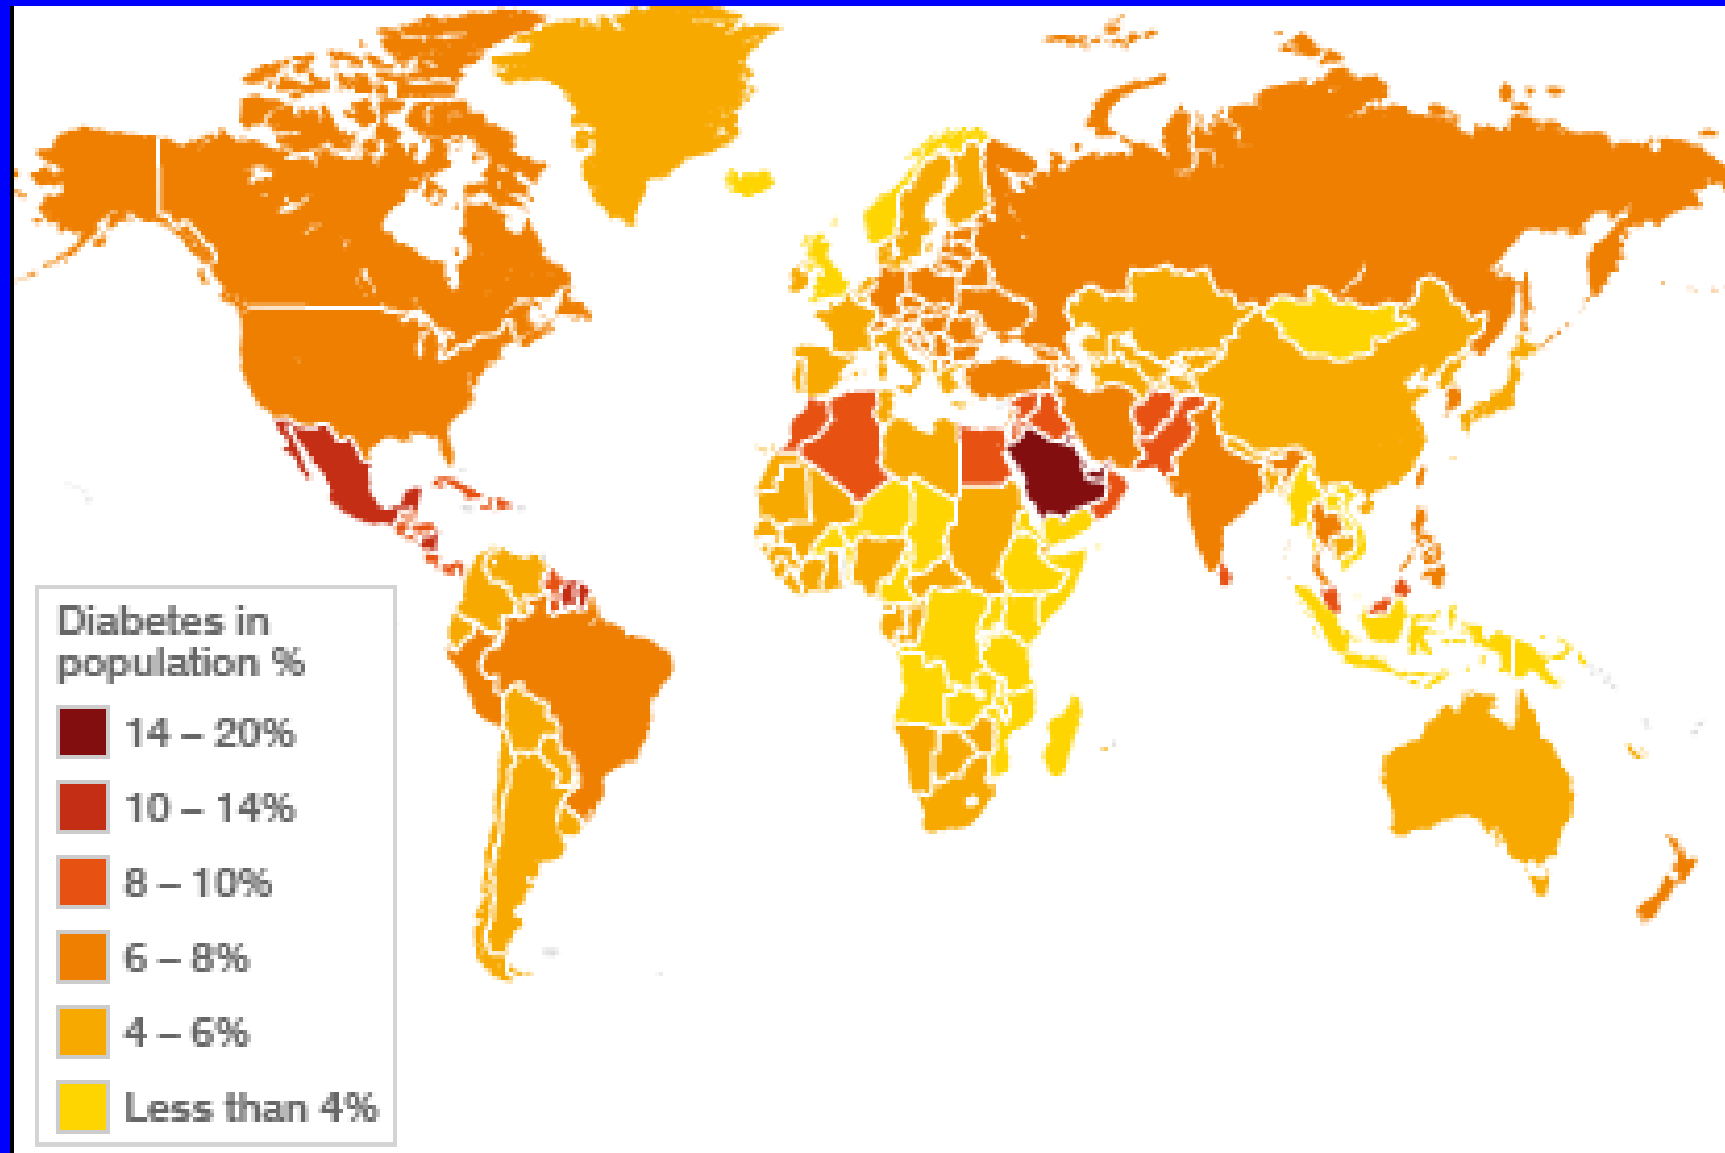 Diabetes in
population %
14 – 20%
10 – 14%
8 – 10%
6 – 8%
4 – 6%
Less than 4%